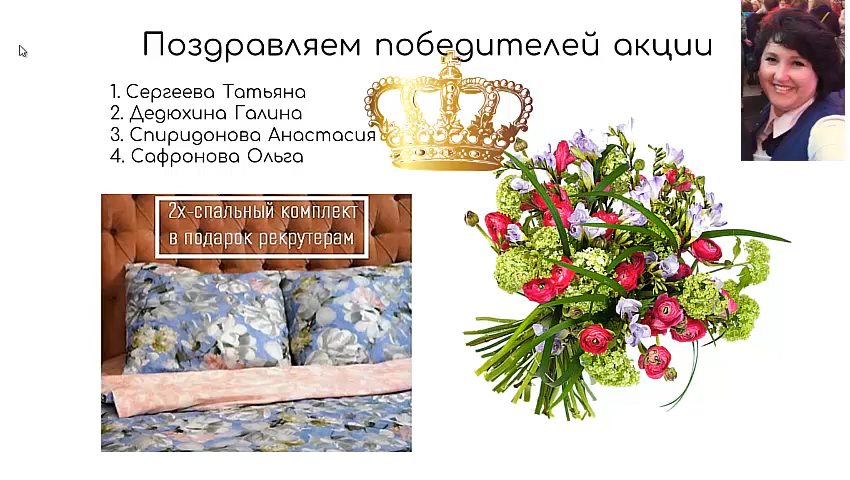 Поздравляем победителей акции
1. Сергеева Татьяна
2. Дедюхина Галина
3. Спиридонова Анастасия
4. Сафронова Ольга
2х-спальный комплект
в подарок рекрутерам